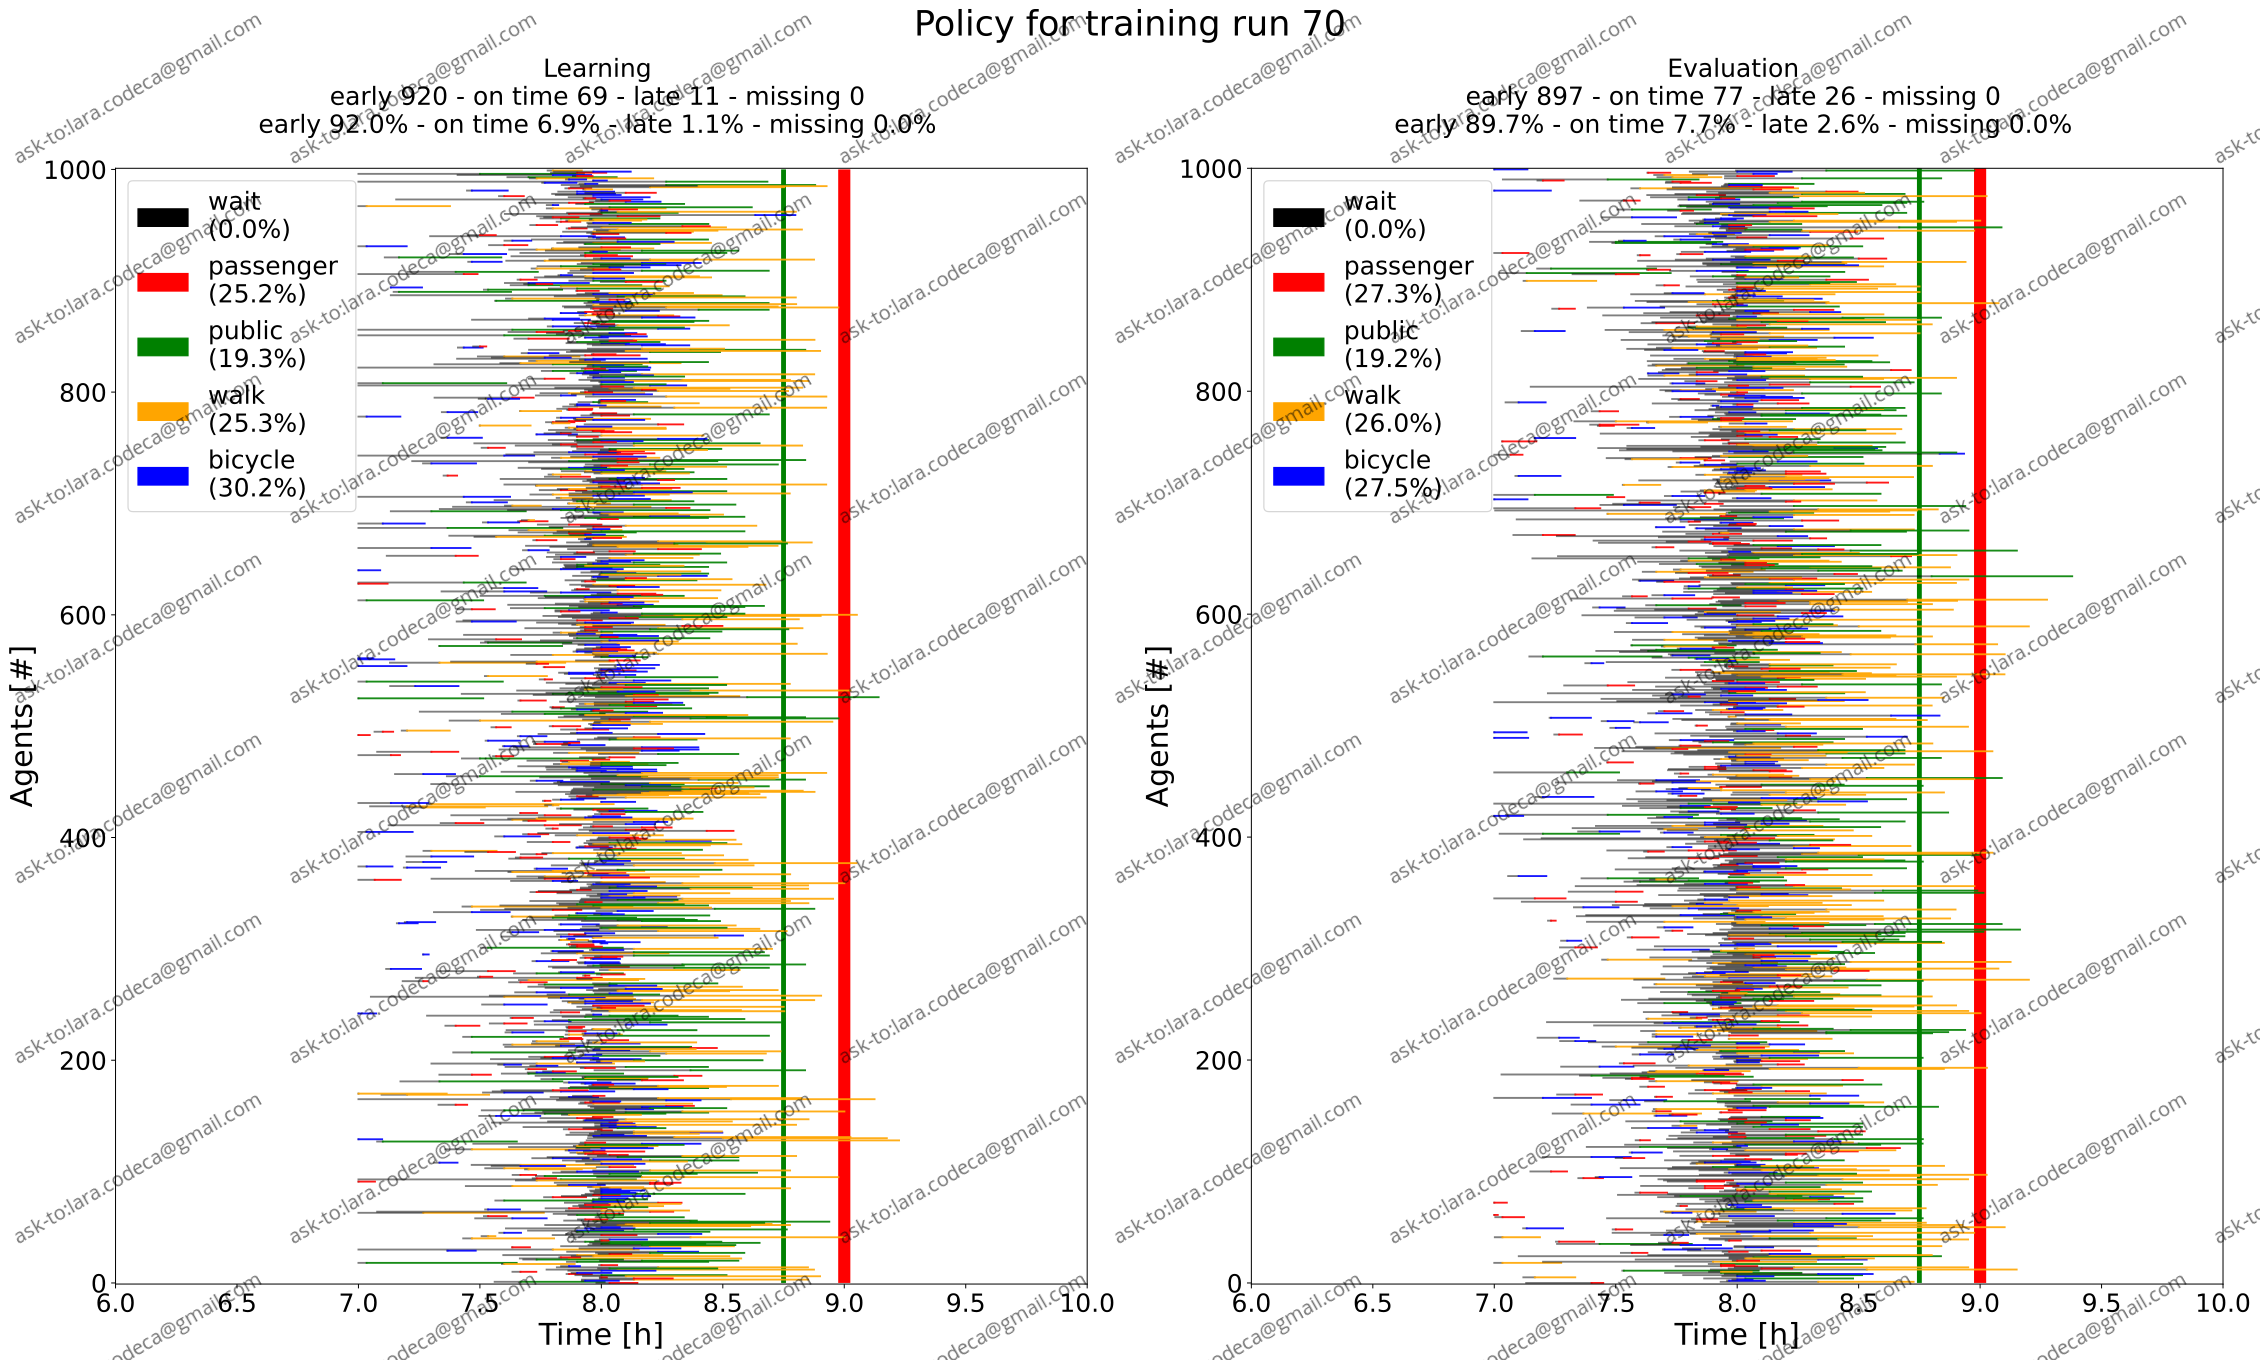 Policy for training run 70
Learning
early 920 - on time 69 - late 11 - missing 0
early 92.0% - on time 6.9% - late 1.1% - missing 0.0%
1000
800
600
400
200
0
Agents [#]
wait
(0.0%)
passenger
(25.2%)
public
(19.3%)
walk
(25.3%)
bicycle
(30.2%)
6.0 6.5 7.0 7.5 8.0 8.5 9.0 9.5 10.0
Time [h]
Evaluation
early 897 - on time 77 - late 26 - missing 0
early 89.7% - on time 7.7% - late 2.6% - missing 0.0%
1000
800
600
400
200
0
Agents [#]
wait
(0.0%)
passenger
(27.3%)
public
(19.2%)
walk
(26.0%)
bicycle
(27.5%)
6.0 6.5 7.0 7.5 8.0 8.5 9.0 9.5 10.0
Time [h]
ask-to:lara.codeca@gmail.com